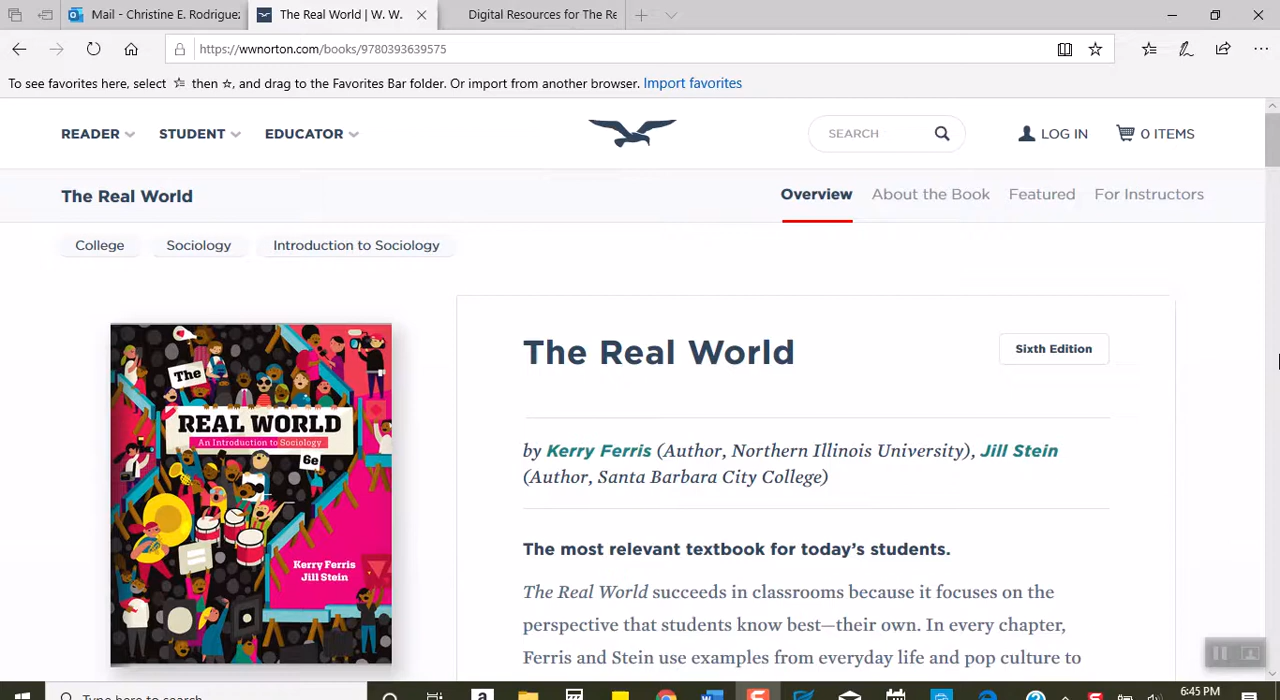 Mail - Christine E. Rodriguez
The Real World | W. W.
Digital Resources for The Re
https://wwnorton.com/books/9780393639575
To see favorites here, select then , and drag to the Favorites Bar folder. Or import from another browser. Import favorites
READER STUDENT EDUCATOR SEARCH LOG IN 0 ITEMS
The Real World Overview About the Book Featured For Instructors
College Sociology Introduction to Sociology
The
REAL WORLD
An Introduction to Sociology
6e
Kerry Ferris
Jill Stein
The Real World Sixth Edition
by Kerry Ferris (Author, Northern Illinois University), Jill Stein
(Author, Santa Barbara City College)
The most relevant textbook for today's students.
The Real World succeeds in classrooms because it focuses on the
perspective that students know best—their own. In every chapter,
Ferris and Stein use examples from everyday life and pop culture to
Type here to search
6:45 PM